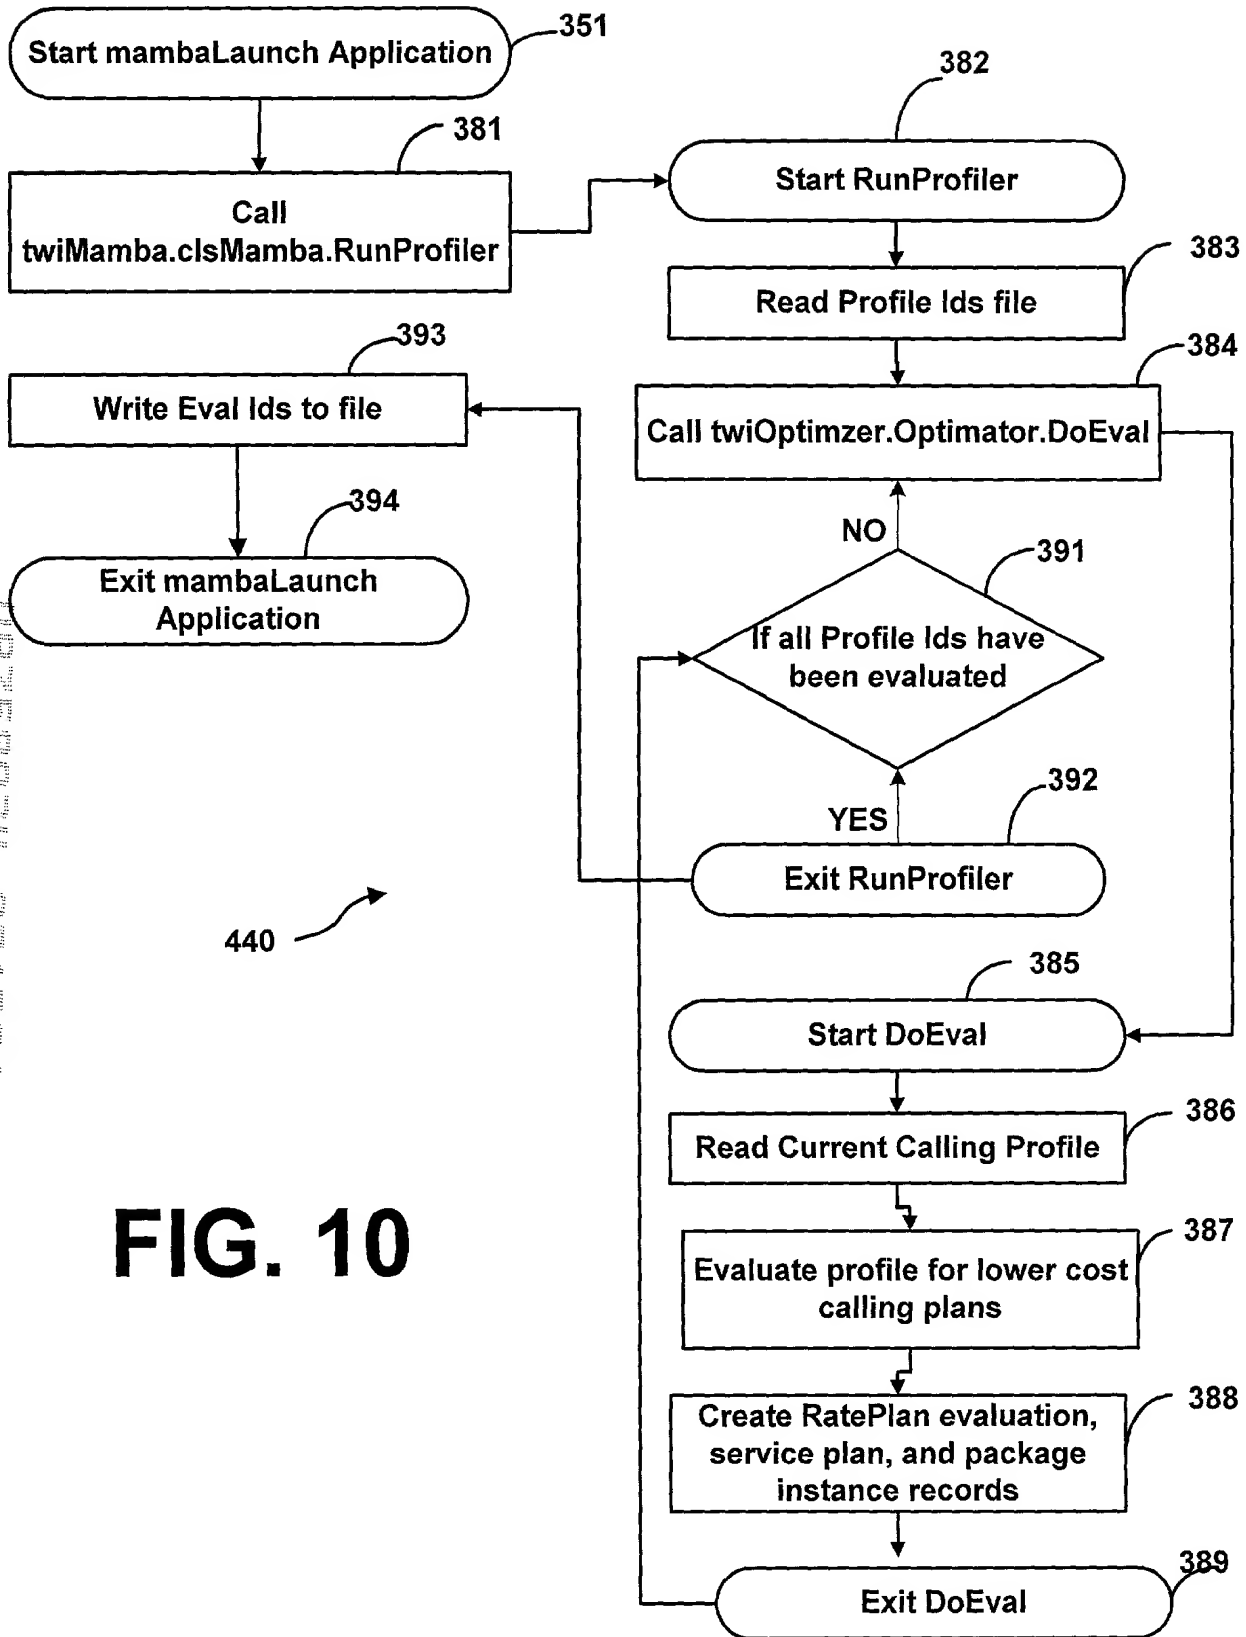 351
Start mambaLaunch Application
381
Call
twiMamba.clsMamba.RunProfiler
382
Start RunProfiler
383
Read Profile Ids file
384
Call twiOptimzer.Optimator.DoEval
393
Write Eval Ids to file
394
Exit mambaLaunch
Application
NO
391
If all Profile Ids have
been evaluated
YES
392
Exit RunProfiler
440
385
Start DoEval
386
Read Current Calling Profile
387
Evaluate profile for lower cost
calling plans
388
Create RatePlan evaluation,
service plan, and package
instance records
389
Exit DoEval
FIG. 10